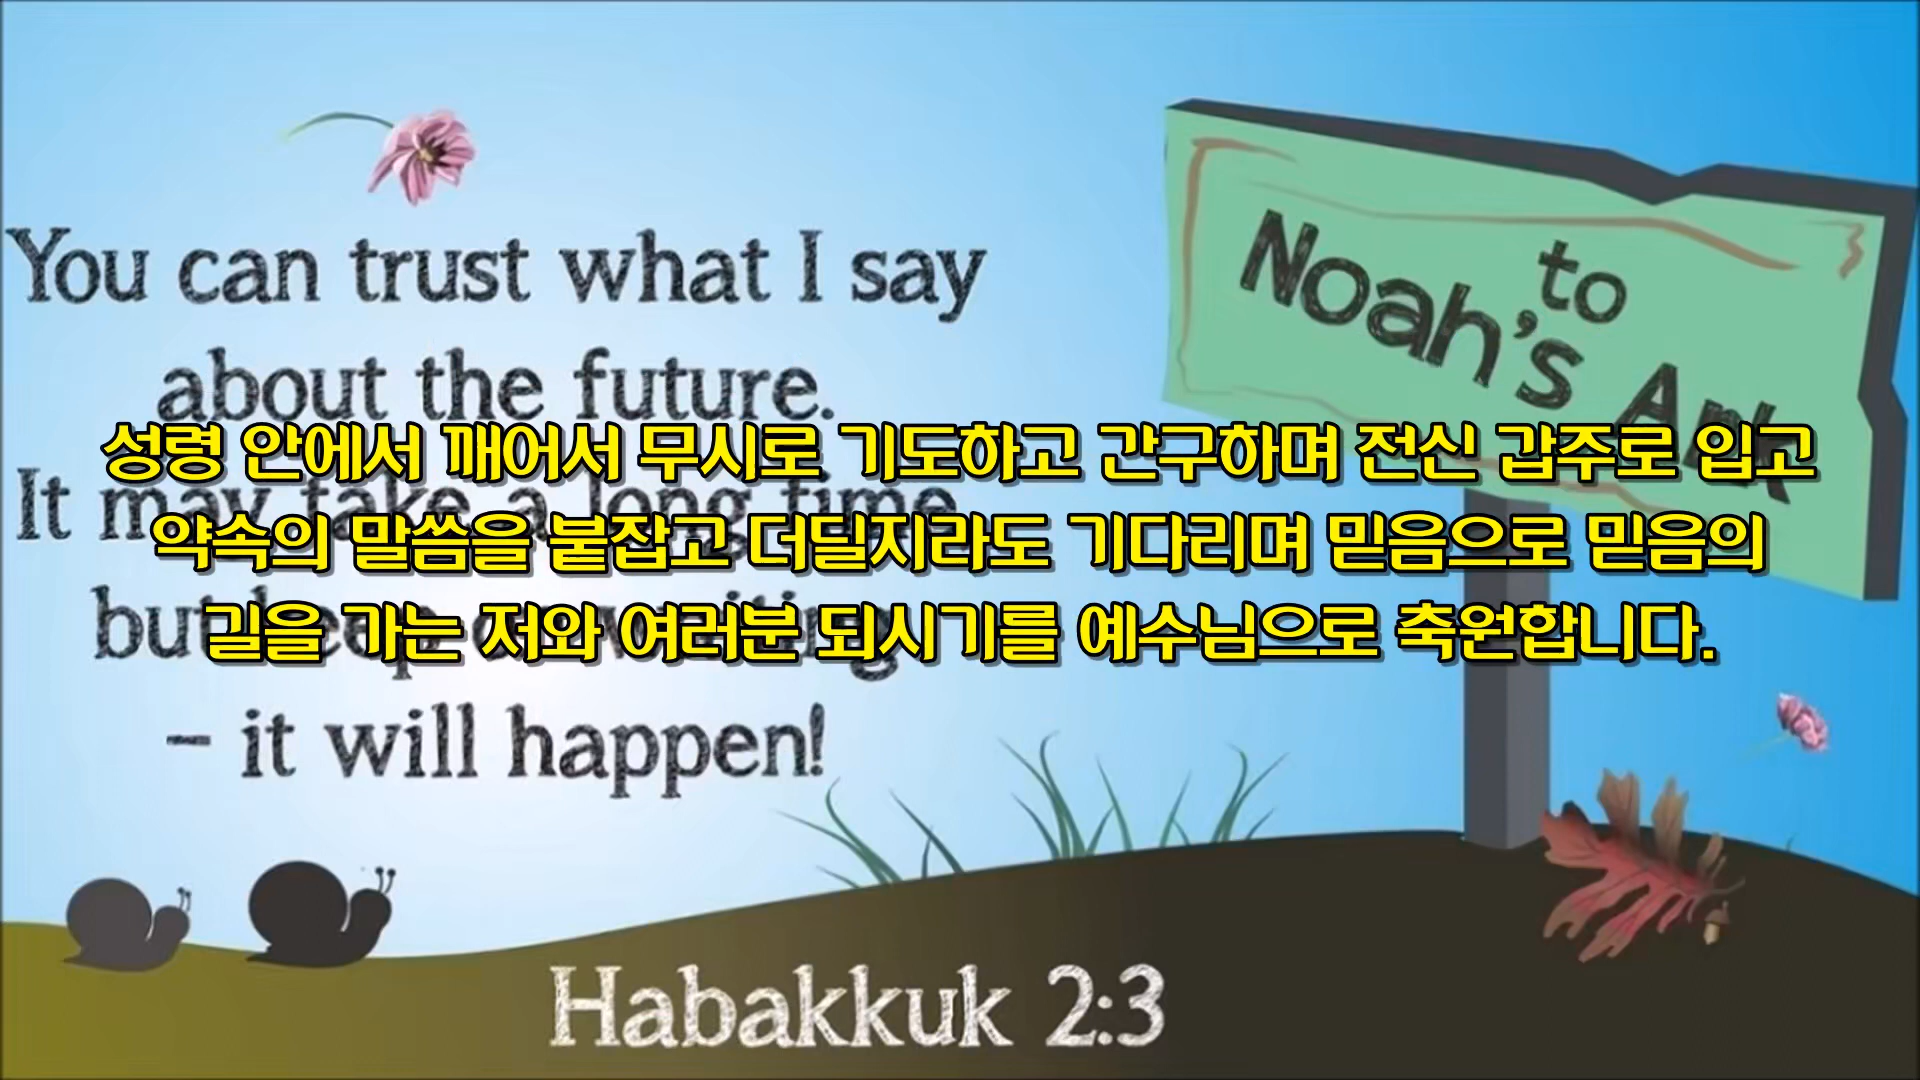 You can trust what I say
about the future.
It may take a long time,
but keep on waiting
– it will happen!
Habakkuk 2:3
to
Noah's Ark
성령 안에서 깨어서 무시로 기도하고 간구하며 전신 갑주로 입고
약속의 말씀을 붙잡고 더딜지라도 기다리며 믿음으로 믿음의
길을 가는 저와 여러분 되시기를 예수님으로 축원합니다.